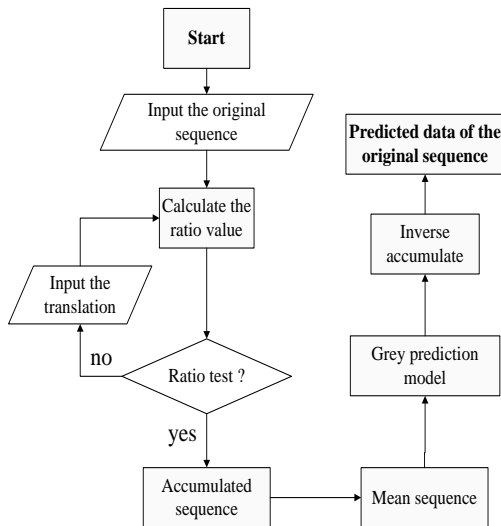 Start
Input the original
sequence
Calculate the
ratio value
Input the
translation
no
Ratio test ?
yes
Accumulated
sequence
Mean sequence
Grey prediction
model
Inverse
accumulate
Predicted data of the
original sequence